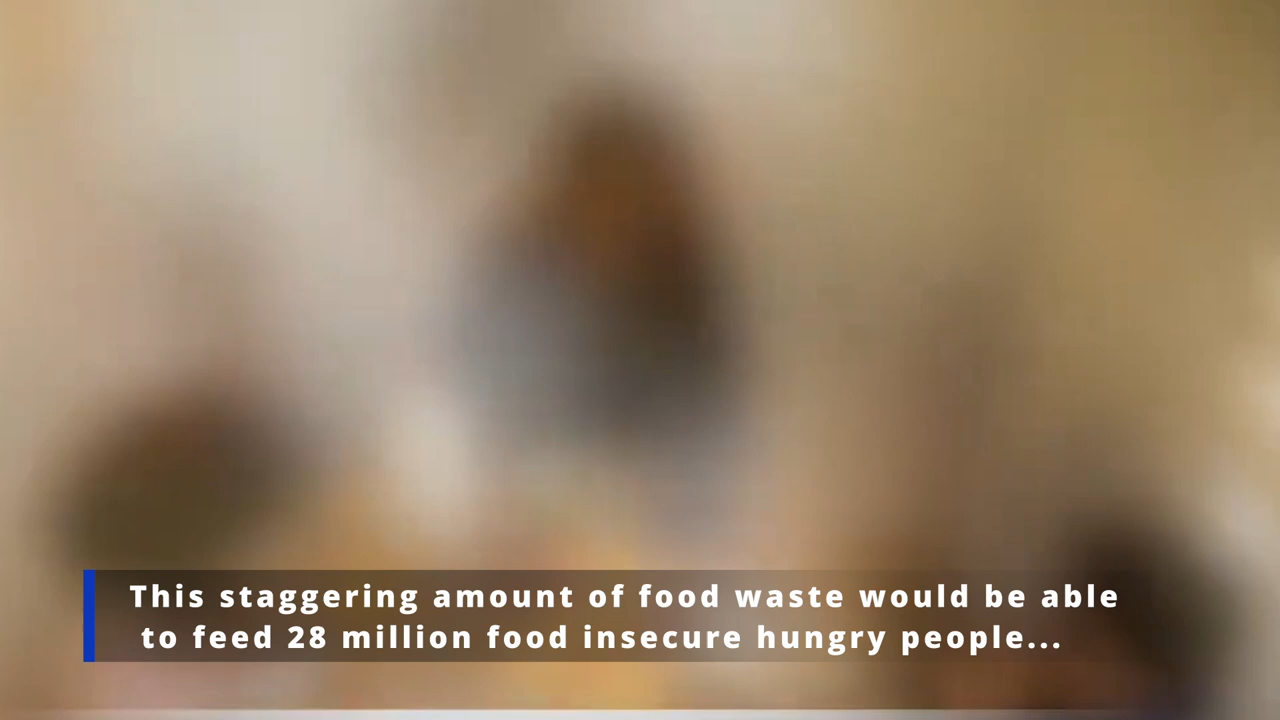 This staggering amount of food waste would be able
to feed 28 million food insecure hungry people...